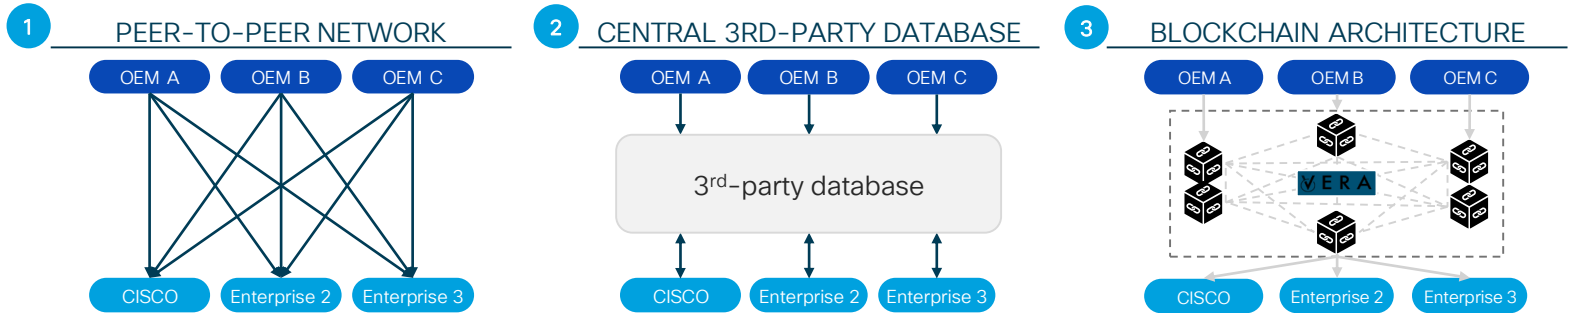 1 PEER-TO-PEER NETWORK
OEM A OEM B OEM C
CISCO Enterprise 2 Enterprise 3
2 CENTRAL 3RD-PARTY DATABASE
OEM A OEM B OEM C
3rd-party database
CISCO Enterprise 2 Enterprise 3
3 BLOCKCHAIN ARCHITECTURE
OEM A OEM B OEM C
VERA
CISCO Enterprise 2 Enterprise 3